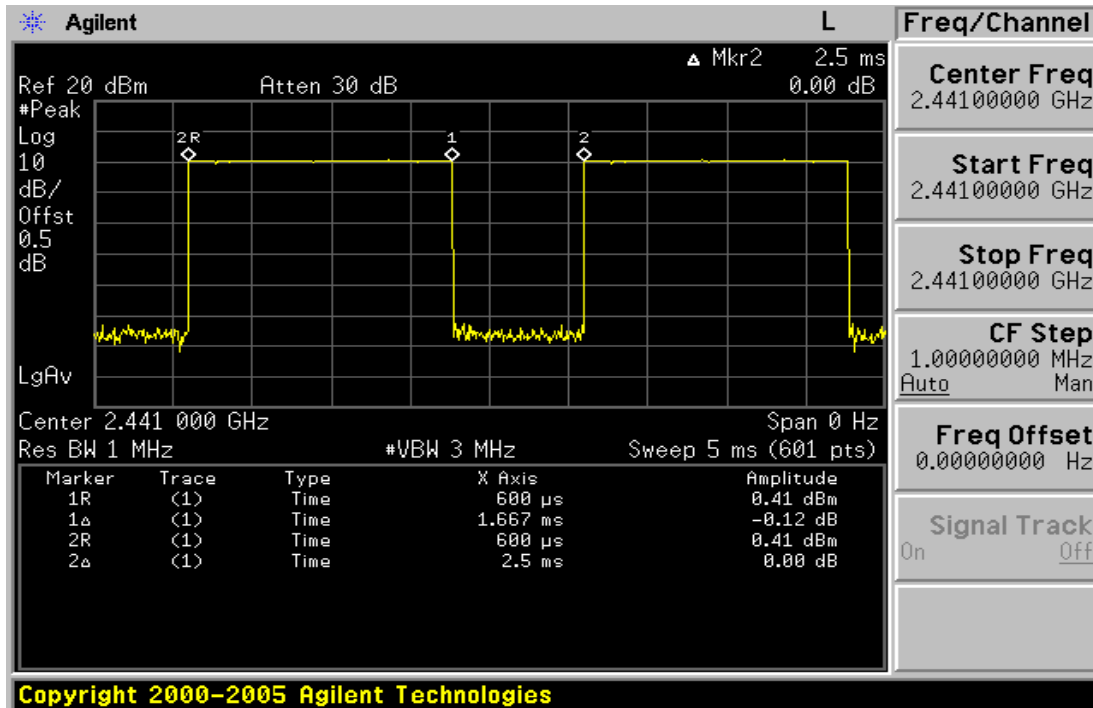 Agilent L
Δ Mkr2 2.5 ms
Ref 20 dBm Atten 30 dB 0.00 dB
#Peak
Log
10
dB/
Offst
0.5
dB
2R 1 2
LgAv
Center 2.441 000 GHz Span 0 Hz
Res BW 1 MHz #VBW 3 MHz Sweep 5 ms (601 pts)
Marker Trace Type X Axis Amplitude
1R (1) Time 600 µs 0.41 dBm
1Δ (1) Time 1.667 ms -0.12 dB
2R (1) Time 600 µs 0.41 dBm
2Δ (1) Time 2.5 ms 0.00 dB
Copyright 2000-2005 Agilent Technologies
Freq/Channel
Center Freq
2.44100000 GHz
Start Freq
2.44100000 GHz
Stop Freq
2.44100000 GHz
CF Step
1.00000000 MHz
Auto Man
Freq Offset
0.00000000 Hz
Signal Track
On Off